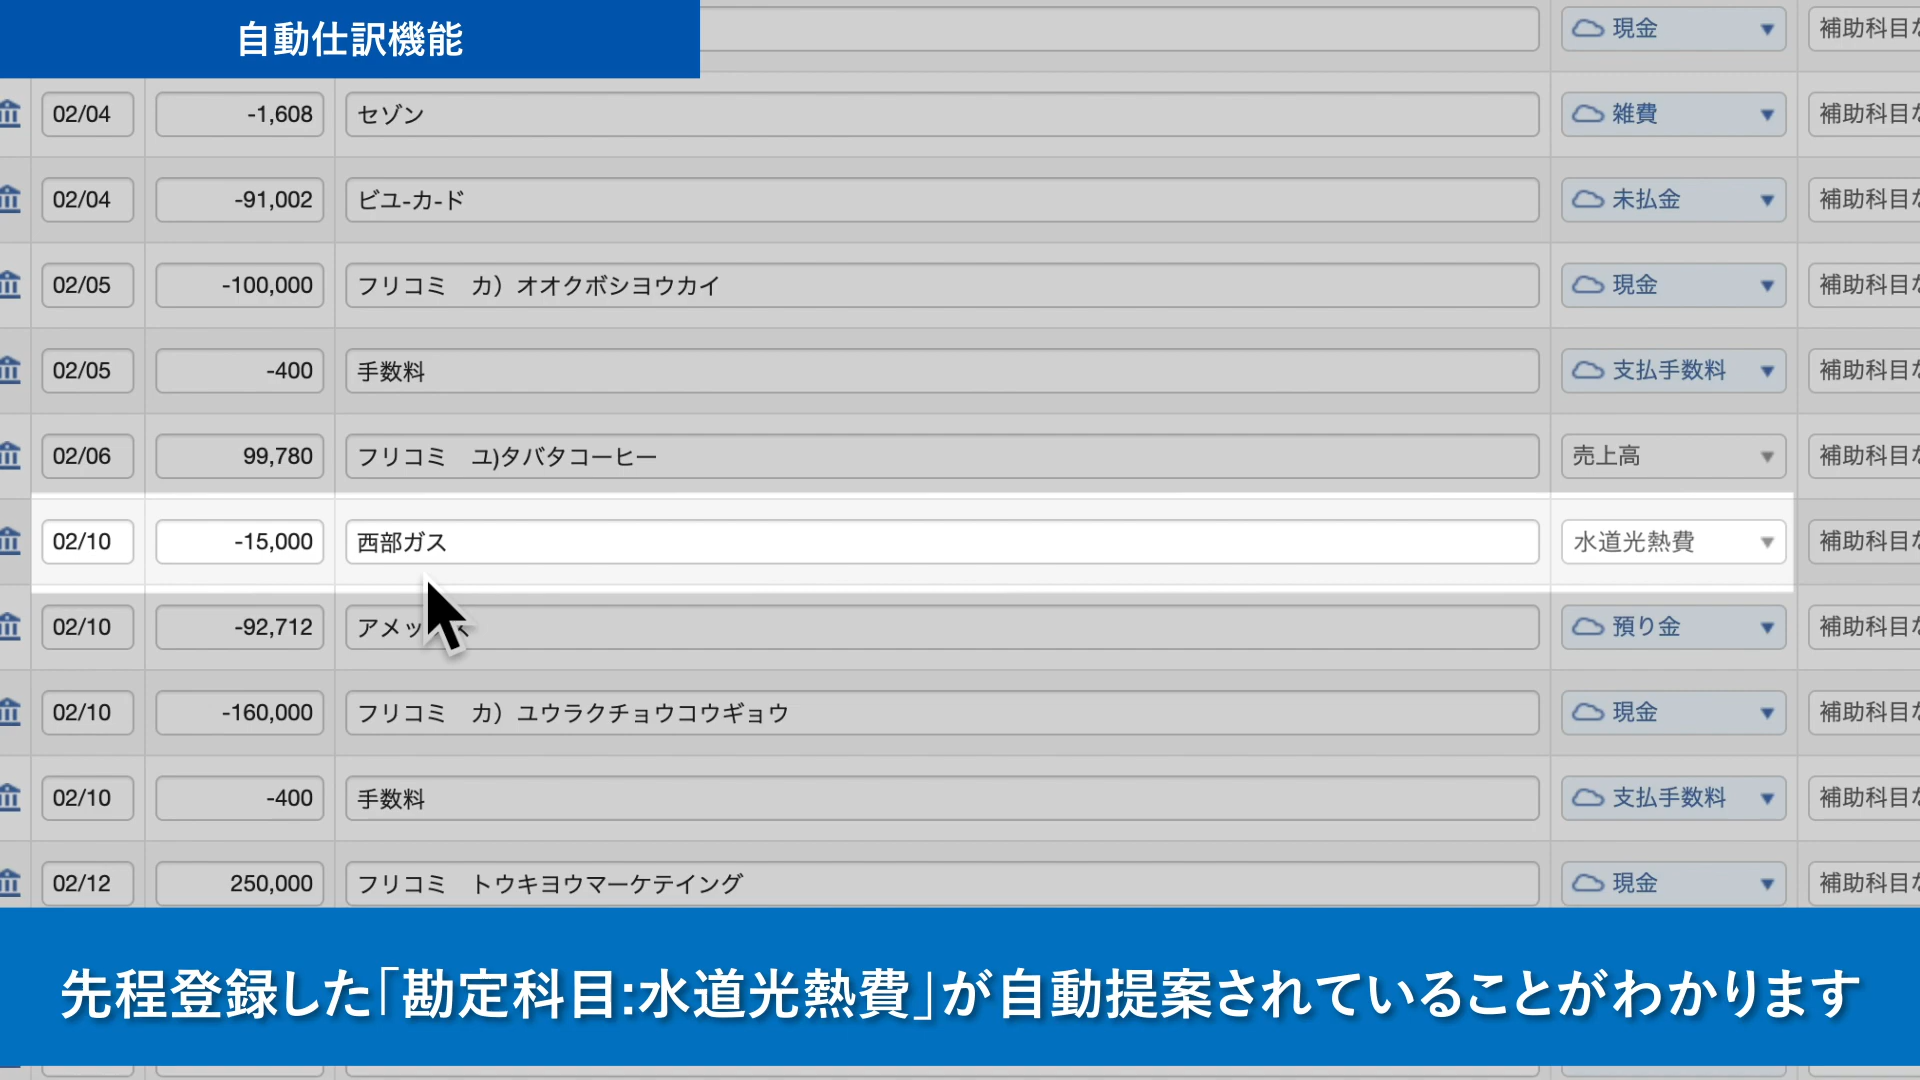 自動仕訳機能
現金 補助科目な
02/04 -1,608 セゾン 雑費 補助科目な
02/04 -91,002 ビユ-カ-ド 未払金 補助科目な
02/05 -100,000 フリコミ　カ）オオクボシヨウカイ 現金 補助科目な
02/05 -400 手数料 支払手数料 補助科目な
02/06 99,780 フリコミ　ユ)タバタコーヒー 売上高 補助科目な
02/10 -15,000 西部ガス 水道光熱費 補助科目な
02/10 -92,712 アメッ 預り金 補助科目な
02/10 -160,000 フリコミ　カ）ユウラクチョウコウギョウ 現金 補助科目な
02/10 -400 手数料 支払手数料 補助科目な
02/12 250,000 フリコミ　トウキヨウマーケテイング 現金 補助科目な
先程登録した「勘定科目:水道光熱費」が自動提案されていることがわかります